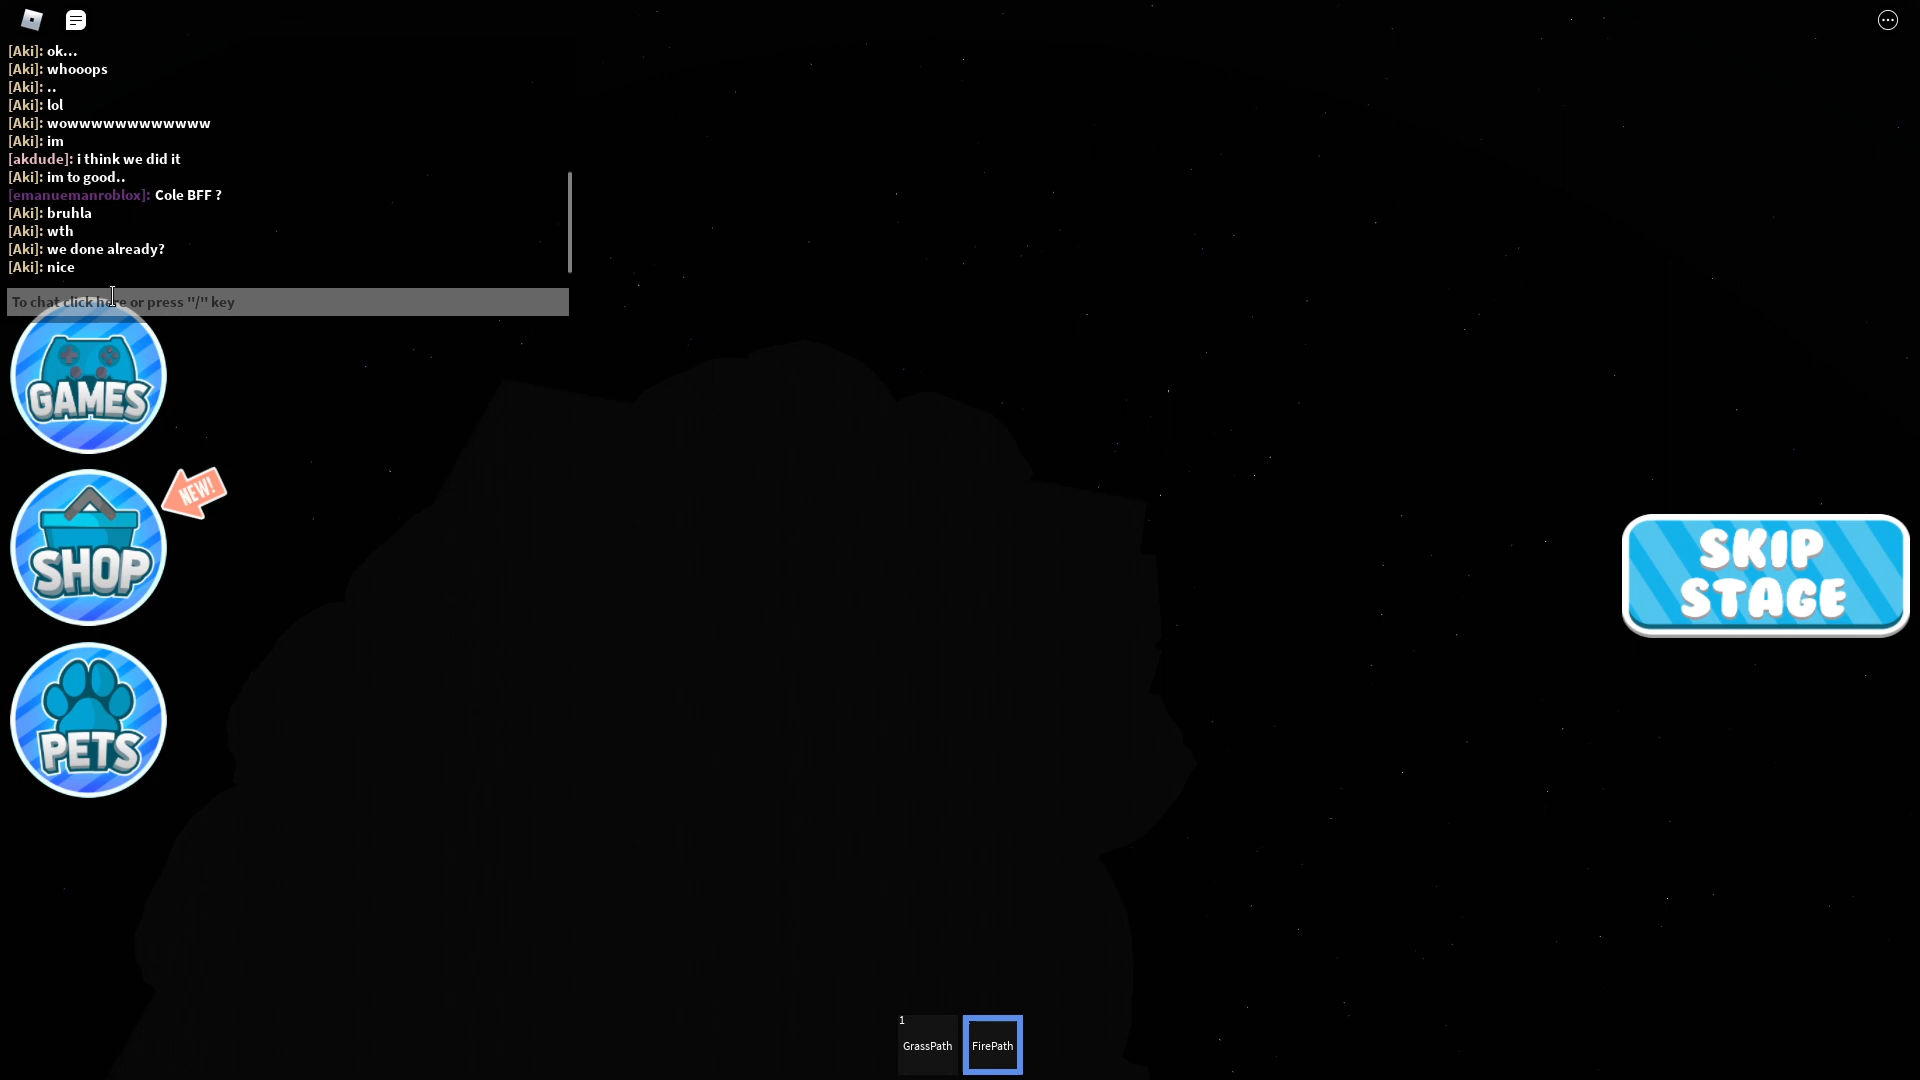 [Aki]: ok...
[Aki]: whooops
[Aki]: ..
[Aki]: lol
[Aki]: wowwwwwwwwwwww
[Aki]: im
[akdude]: i think we did it
[Aki]: im to good..
[emanuemanroblox]: Cole BFF ?
[Aki]: bruhla
[Aki]: wth
[Aki]: we done already?
[Aki]: nice
To chat click here or press "/" key
GAMES
NEW!
SHOP
PETS
SKIP
STAGE
1
GrassPath
FirePath